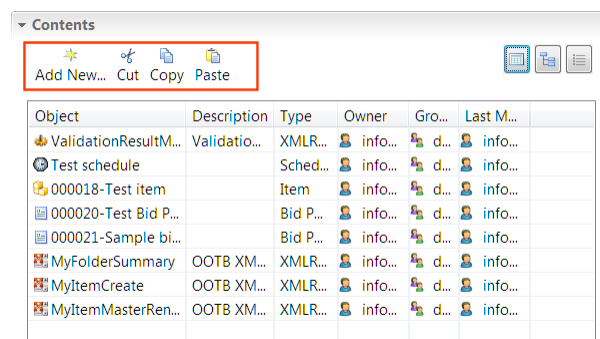 Contents
Add New... Cut Copy Paste
Object Description Type Owner Gro... Last M...
ValidationResultM... Validatio... XMLR... info... d... info...
Test schedule Sched... info... d... info...
000018-Test item Item info... d... info...
000020-Test Bid P... Bid P... info... d... info...
000021-Sample bi... Bid P... info... d... info...
MyFolderSummary OOTB XM... XMLR... info... d... info...
MyItemCreate OOTB XM... XMLR... info... d... info...
MyItemMasterRen... OOTB XM... XMLR... info... d... info...